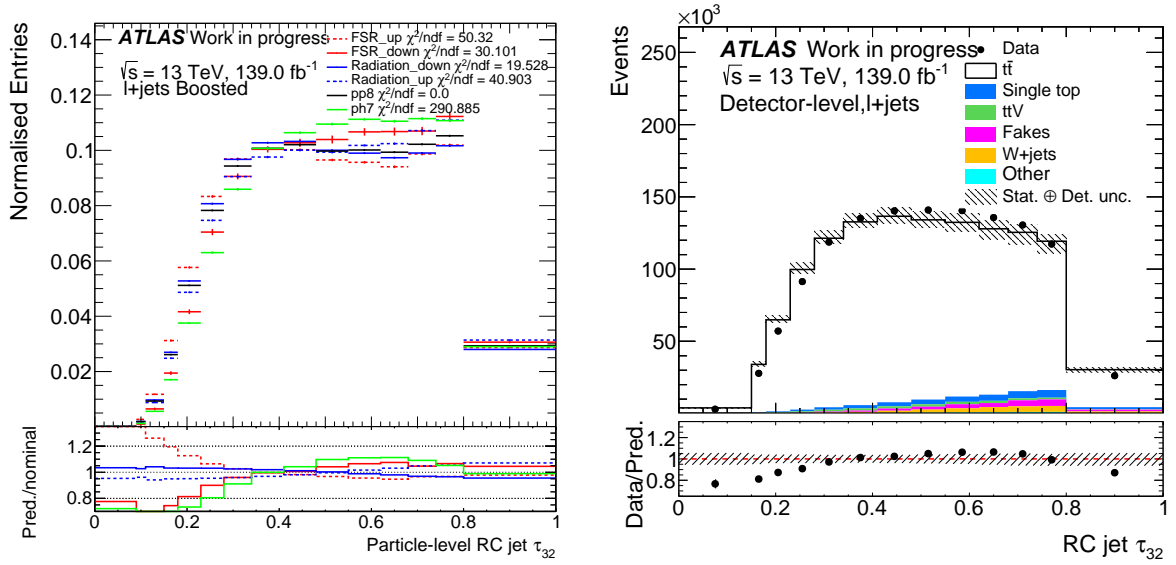 Normalised Entries
0.14
0.12
0.1
0.08
0.06
0.04
0.02
ATLAS Work in progress
√s = 13 TeV, 139.0 fb⁻¹
l+jets Boosted
FSR_up χ²/ndf = 50.32
FSR_down χ²/ndf = 30.101
Radiation_down χ²/ndf = 19.528
Radiation_up χ²/ndf = 40.903
pp8 χ²/ndf = 0.0
ph7 χ²/ndf = 290.885
Pred./nominal
1.2
1
0.8
0 0.2 0.4 0.6 0.8 1
Particle-level RC jet τ₃₂
×10³
Events
250
200
150
100
50
ATLAS Work in progress
√s = 13 TeV, 139.0 fb⁻¹
Detector-level,l+jets
Data
tt̄
Single top
ttV
Fakes
W+jets
Other
Stat. ⊕ Det. unc.
Data/Pred.
1.2
1
0.8
0 0.2 0.4 0.6 0.8 1
RC jet τ₃₂